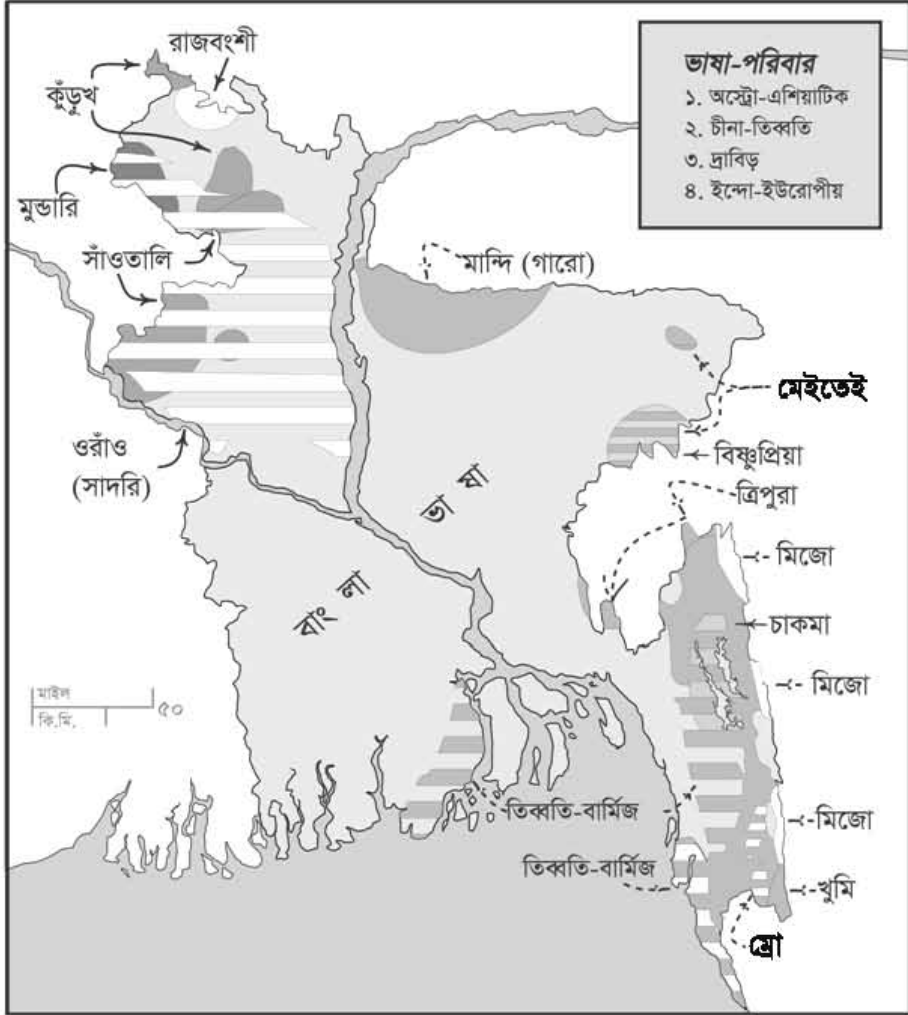 রাজবংশী
কুঁড়ুখ
মুন্ডারি
সাঁওতালি
ওরাঁও
(সাদরি)
ভাষা-পরিবার
১. অস্ট্রো-এশিয়াটিক
২. চীনা-তিব্বতি
৩. দ্রাবিড়
৪. ইন্দো-ইউরোপীয়
মান্দি (গারো)
মেইতেই
বিষ্ণুপ্রিয়া
ত্রিপুরা
মিজো
চাকমা
মিজো
মিজো
খুমি
ম্রো
বাংলা
ভাষা
মাইল
কি.মি.
৫০
তিব্বতি-বার্মিজ
তিব্বতি-বার্মিজ